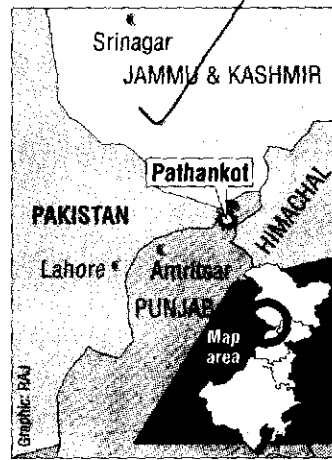 Srinagar
JAMMU & KASHMIR
Pathankot
HIMACHAL
PAKISTAN
Lahore
Amritsar
PUNJAB
Map
area
Graphic: RAJ